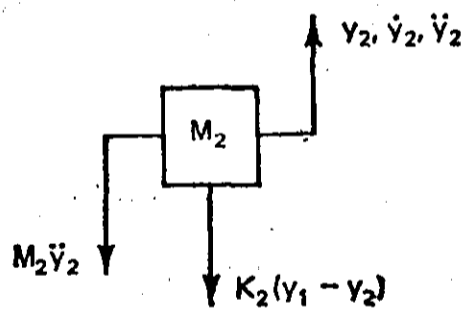 y₂, ẏ₂, ÿ₂
M₂
M₂ÿ₂
K₂(y₁ − y₂)